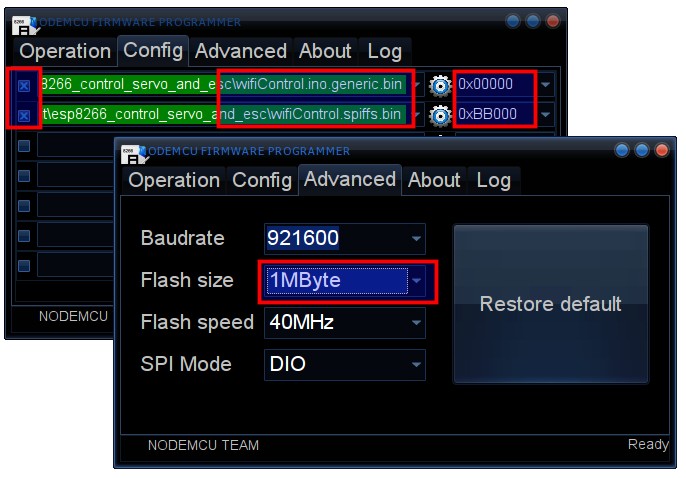 8266
NODEMCU FIRMWARE PROGRAMMER
Operation Config Advanced About Log
8266_control_servo_and_esc\wifiControl.ino.generic.bin 0x00000
t\esp8266_control_servo_and_esc\wifiControl.spiffs.bin 0xBB000
NODEMCU
8266
NODEMCU FIRMWARE PROGRAMMER
Operation Config Advanced About Log
Baudrate 921600
Flash size 1MByte
Restore default
Flash speed 40MHz
SPI Mode DIO
NODEMCU TEAM Ready